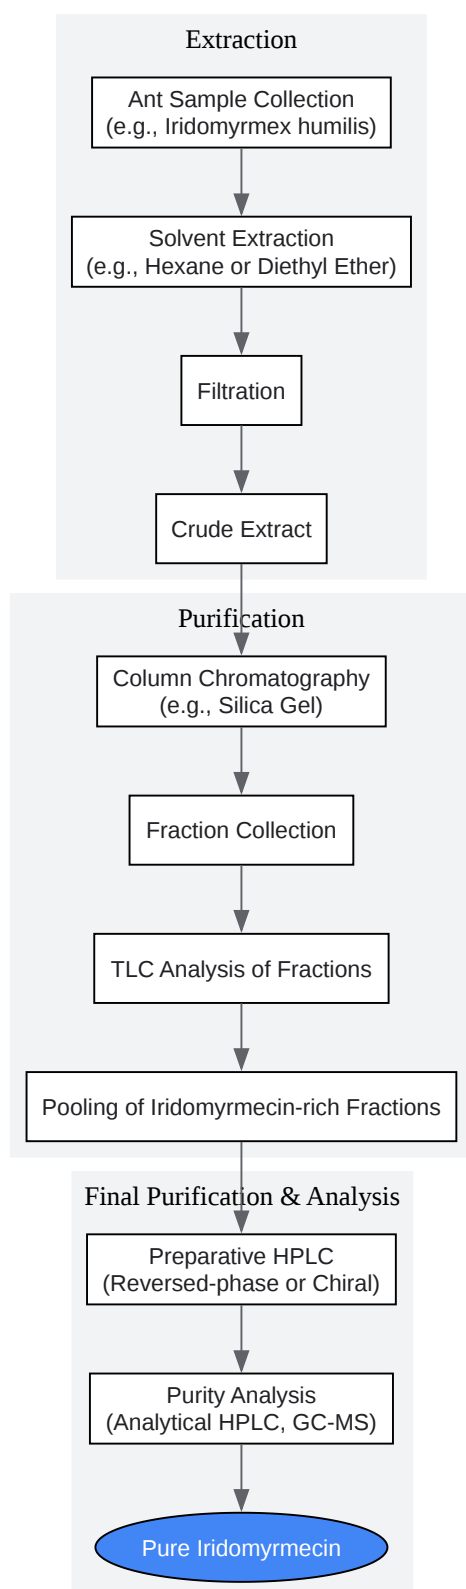 Extraction
Ant Sample Collection
(e.g., Iridomyrmex humilis)
Solvent Extraction
(e.g., Hexane or Diethyl Ether)
Filtration
Crude Extract
Purification
Column Chromatography
(e.g., Silica Gel)
Fraction Collection
TLC Analysis of Fractions
Pooling of Iridomyrmecin-rich Fractions
Final Purification & Analysis
Preparative HPLC
(Reversed-phase or Chiral)
Purity Analysis
(Analytical HPLC, GC-MS)
Pure Iridomyrmecin